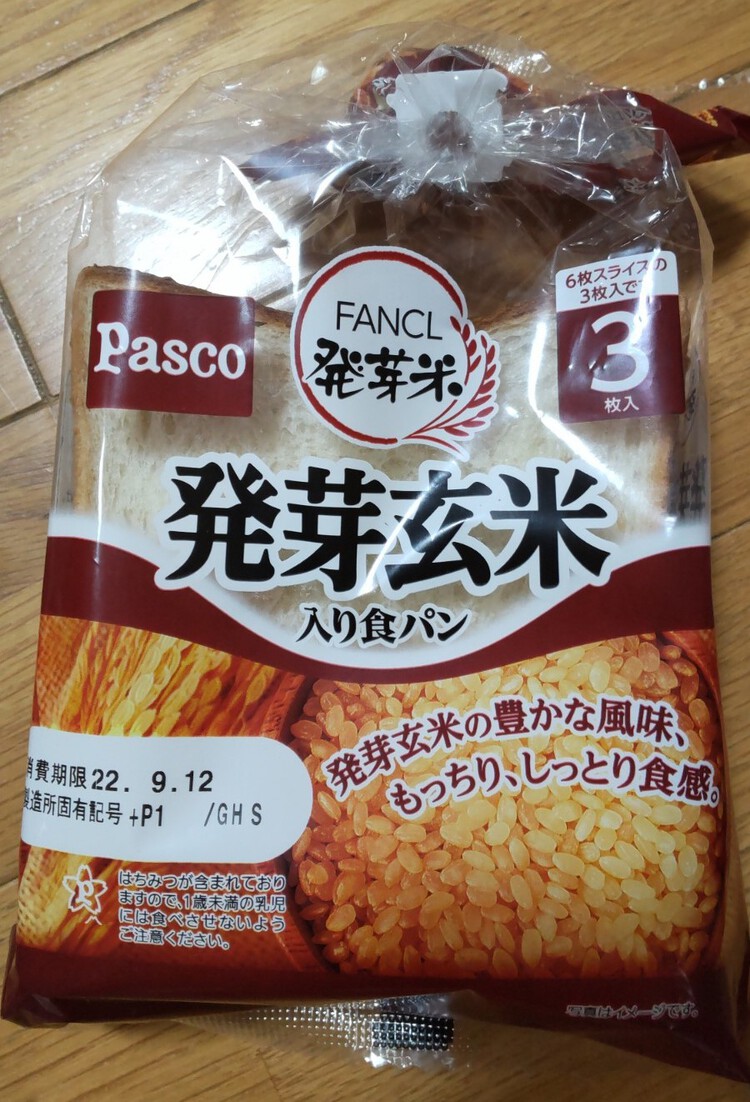 Pasco
FANCL
発芽米
6枚スライスの
3枚入です
3
枚入
発芽玄米
入り食パン
発芽玄米の豊かな風味、
もっちり、しっとり食感。
消費期限 22. 9.12
製造所固有記号 +P1 /GHS
はちみつが含まれており
ますので、1歳未満の乳児
には食べさせないよう
ご注意ください。
写真はイメージです。